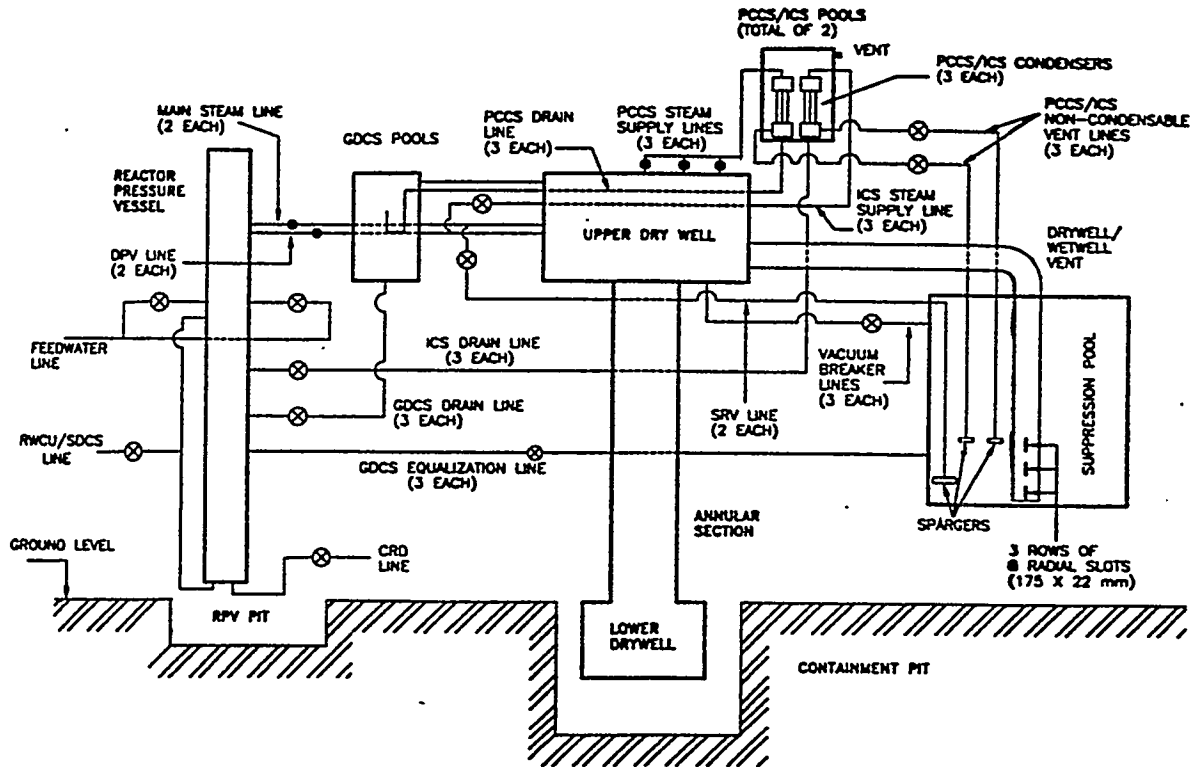 PCCS/ICS POOLS
(TOTAL OF 2)
VENT
PCCS/ICS CONDENSERS
(3 EACH)
MAIN STEAM LINE
(2 EACH)
PCCS DRAIN
LINE
(3 EACH)
PCCS STEAM
SUPPLY LINES
(3 EACH)
PCCS/ICS
NON-CONDENSABLE
VENT LINES
(3 EACH)
GDCS POOLS
REACTOR
PRESSURE
VESSEL
UPPER DRY WELL
ICS STEAM
SUPPLY LINE
(3 EACH)
DRYWELL/
WETWELL
VENT
DPV LINE
(2 EACH)
FEEDWATER
LINE
ICS DRAIN LINE
(3 EACH)
VACUUM
BREAKER
LINES
(3 EACH)
SUPPRESSION POOL
GDCS DRAIN LINE
(3 EACH)
SRV LINE
(2 EACH)
RWCU/SDCS
LINE
GDCS EQUALIZATION LINE
(3 EACH)
SPARGERS
ANNULAR
SECTION
GROUND LEVEL
CRD
LINE
3 ROWS OF
8 RADIAL SLOTS
(175 X 22 mm)
RPV PIT
LOWER
DRYWELL
CONTAINMENT PIT